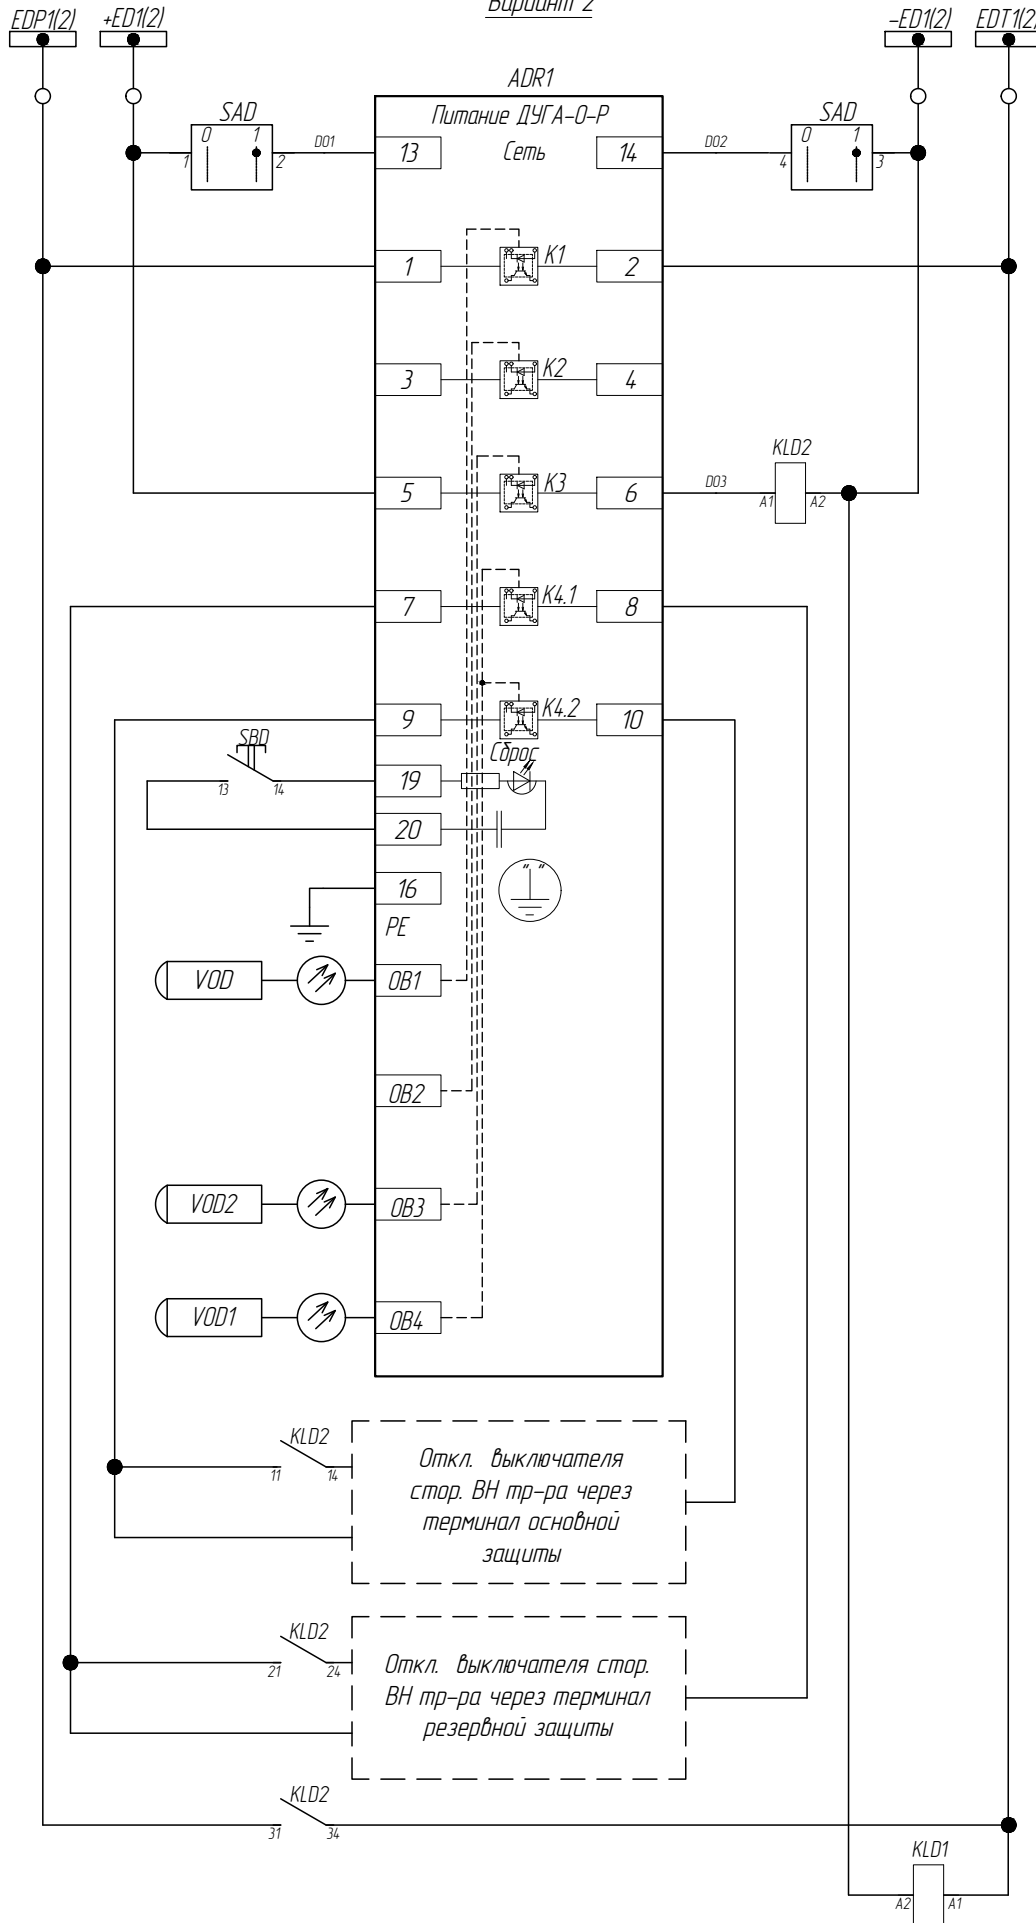 Вариант 2
EDP1(2)
+ED1(2)
-ED1(2)
EDT1(2)
ADR1
Питание ДУГА-О-Р
Сеть
SAD
0 1
1
2
D01
13
14
D02
SAD
0 1
4
3
1
K1
2
3
K2
4
5
K3
6
D03
KLD2
A1
A2
7
K4.1
8
9
K4.2
10
SBD
13
14
Сброс
19
20
16
" "
PE
VOD
OB1
OB2
VOD2
OB3
VOD1
OB4
KLD2
11
14
Откл. выключателя
стор. ВН тр-ра через
терминал основной
защиты
KLD2
21
24
Откл. выключателя стор.
ВН тр-ра через терминал
резервной защиты
KLD2
31
34
KLD1
A2
A1